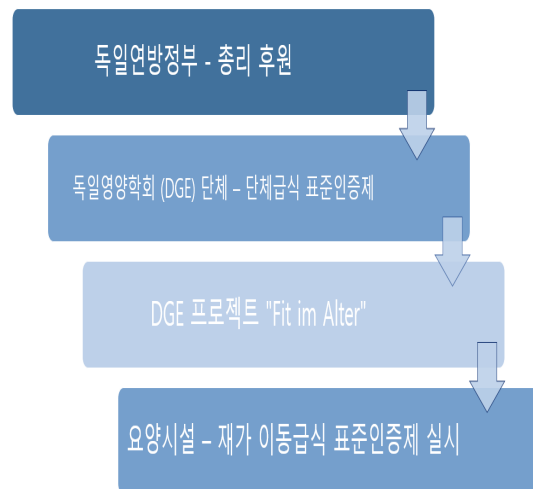 독일연방정부 - 총리 후원
독일영양학회 (DGE) 단체 – 단체급식 표준인증제
DGE 프로젝트 "Fit im Alter"
요양시설 – 재가 이동급식 표준인증제 실시